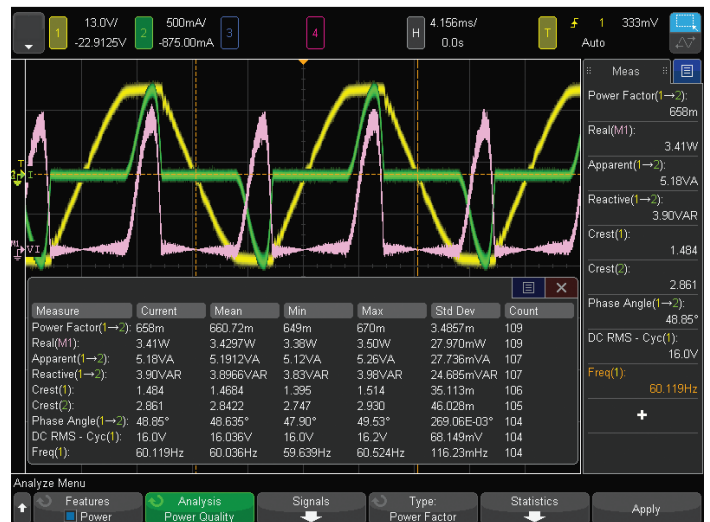 1 13.0V/ 2 500mA/ 3 4 H 4.156ms/ T 1 333mV
-22.9125V -875.00mA 0.0s Auto
Meas
Power Factor(1→2):
658m
Real(M1):
3.41W
Apparent(1→2):
5.18VA
Reactive(1→2):
3.90VAR
Crest(1):
1.484
Crest(2):
2.861
Phase Angle(1→2):
48.85°
DC RMS - Cyc(1):
16.0V
Freq(1):
60.119Hz
+
T
I
VI
Measure Current Mean Min Max Std Dev Count
Power Factor(1→2): 658m 660.72m 649m 670m 3.4857m 109
Real(M1): 3.41W 3.4297W 3.38W 3.50W 27.970mW 109
Apparent(1→2): 5.18VA 5.1912VA 5.12VA 5.26VA 27.736mVA 107
Reactive(1→2): 3.90VAR 3.8966VAR 3.83VAR 3.98VAR 24.685mVAR 107
Crest(1): 1.484 1.4684 1.395 1.514 35.113m 106
Crest(2): 2.861 2.8422 2.747 2.930 46.028m 105
Phase Angle(1→2): 48.85° 48.635° 47.90° 49.53° 269.06E-03° 104
DC RMS - Cyc(1): 16.0V 16.036V 16.0V 16.2V 68.149mV 104
Freq(1): 60.119Hz 60.036Hz 59.639Hz 60.524Hz 116.23mHz 104
Analyze Menu
Features Analysis Signals Type: Statistics Apply
Power Power Quality Power Factor